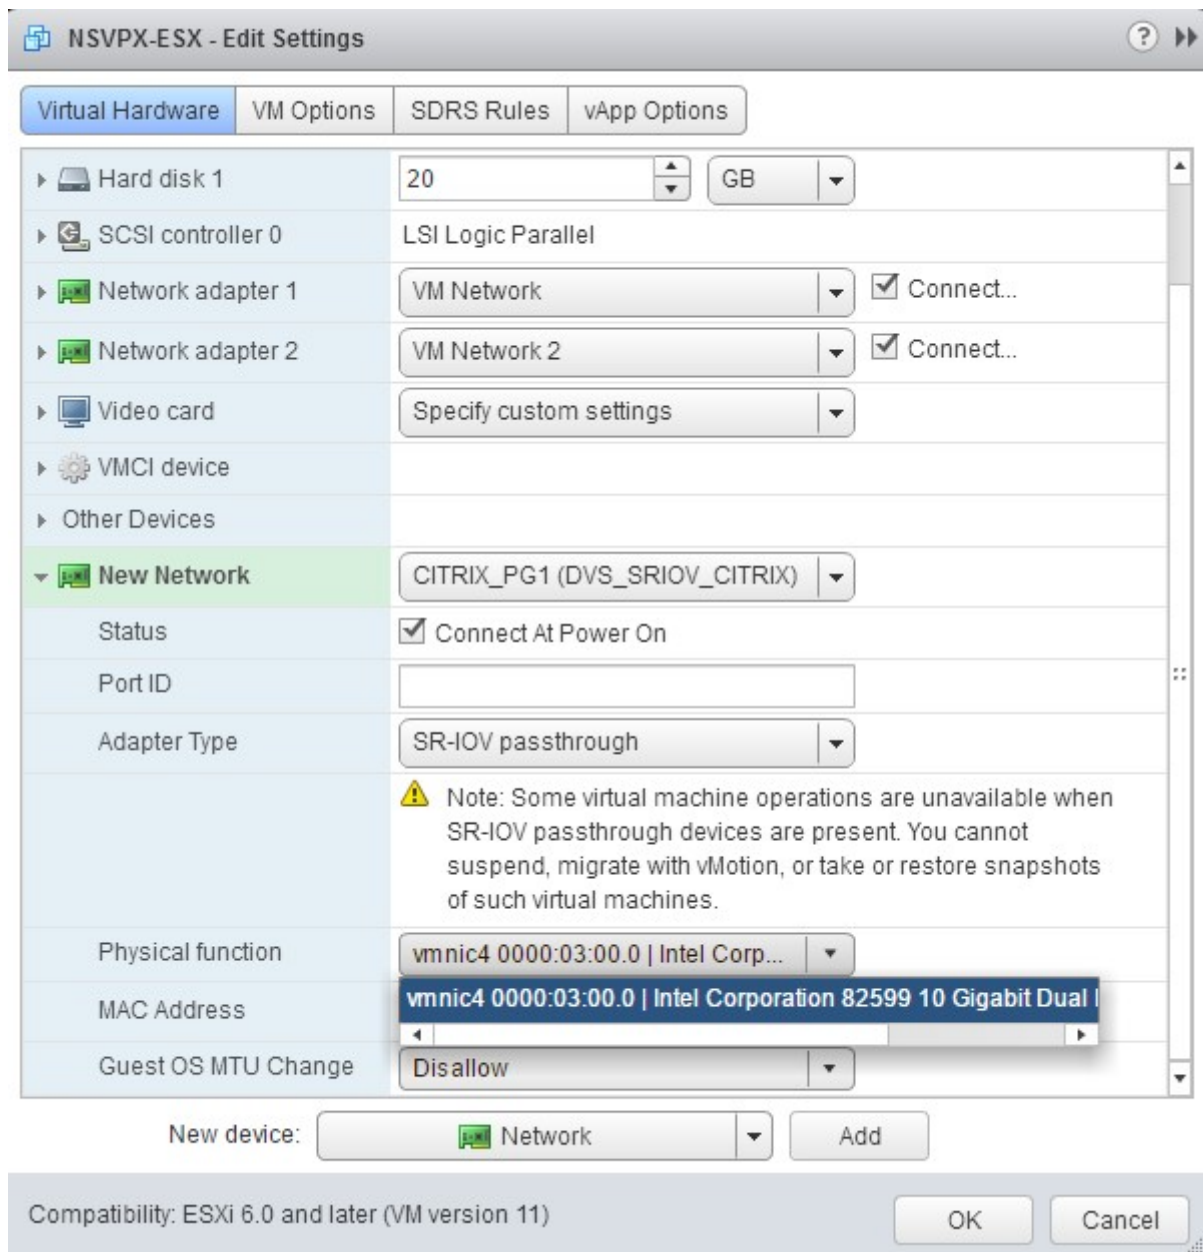 NSVPX-ESX - Edit Settings
Virtual Hardware VM Options SDRS Rules vApp Options
Hard disk 1 20 GB
SCSI controller 0 LSI Logic Parallel
Network adapter 1 VM Network Connect...
Network adapter 2 VM Network 2 Connect...
Video card Specify custom settings
VMCI device
Other Devices
New Network CITRIX_PG1 (DVS_SRIOV_CITRIX)
Status Connect At Power On
Port ID
Adapter Type SR-IOV passthrough
Note: Some virtual machine operations are unavailable when
SR-IOV passthrough devices are present. You cannot
suspend, migrate with vMotion, or take or restore snapshots
of such virtual machines.
Physical function vmnic4 0000:03:00.0 | Intel Corp...
vmnic4 0000:03:00.0 | Intel Corporation 82599 10 Gigabit Dual
MAC Address
Guest OS MTU Change Disallow
New device: Network Add
Compatibility: ESXi 6.0 and later (VM version 11) OK Cancel